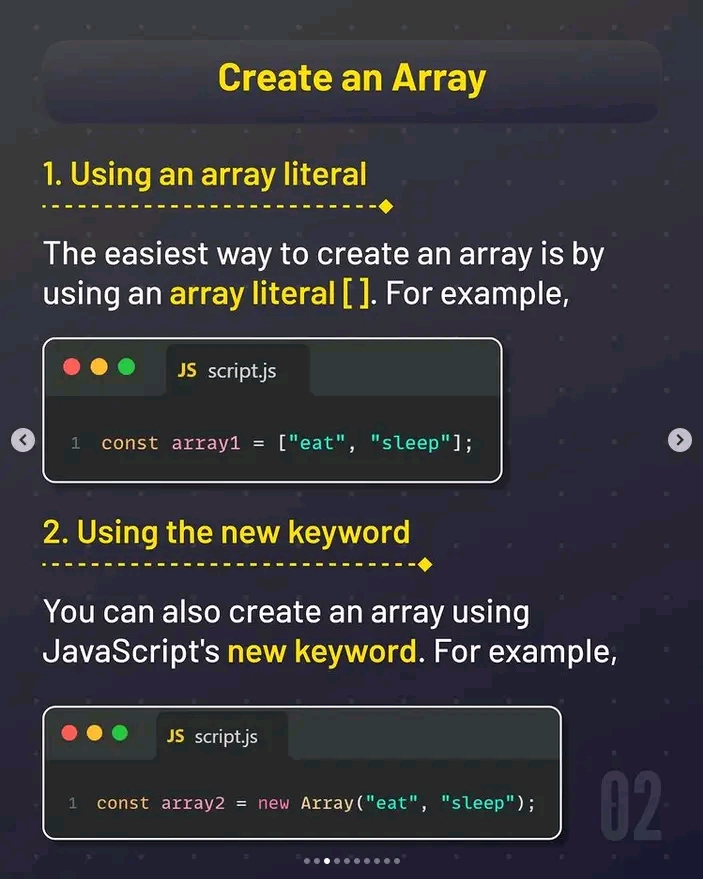 Create an Array
1. Using an array literal
The easiest way to create an array is by
using an array literal [ ]. For example,
JS script.js
1 const array1 = ["eat", "sleep"];
2. Using the new keyword
You can also create an array using
JavaScript's new keyword. For example,
JS script.js
1 const array2 = new Array("eat", "sleep");
02